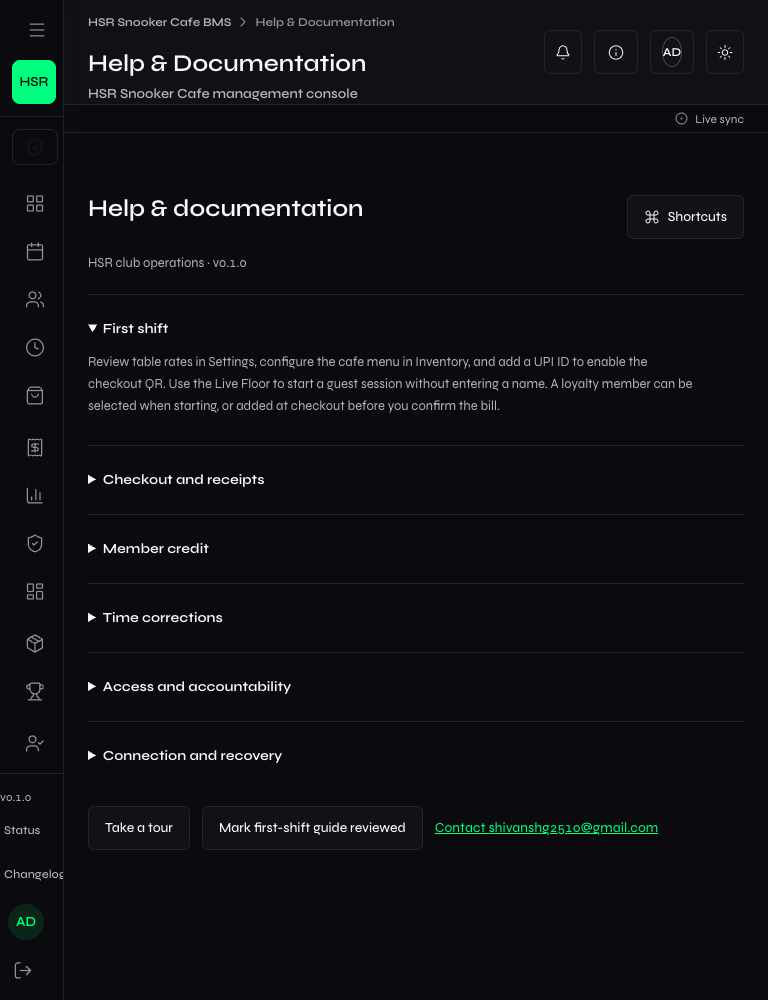 HSR Snooker Cafe BMS
Help & Documentation
Help & Documentation
HSR Snooker Cafe management console
AD
HSR
Live sync
Help & documentation
Shortcuts
HSR club operations · v0.1.0
First shift
Review table rates in Settings, configure the cafe menu in Inventory, and add a UPI ID to enable the
checkout QR. Use the Live Floor to start a guest session without entering a name. A loyalty member can be
selected when starting, or added at checkout before you confirm the bill.
Checkout and receipts
Member credit
Time corrections
Access and accountability
Connection and recovery
Take a tour
Mark first-shift guide reviewed
Contact shivanshg2510@gmail.com
v0.1.0
Status
Changelog
AD